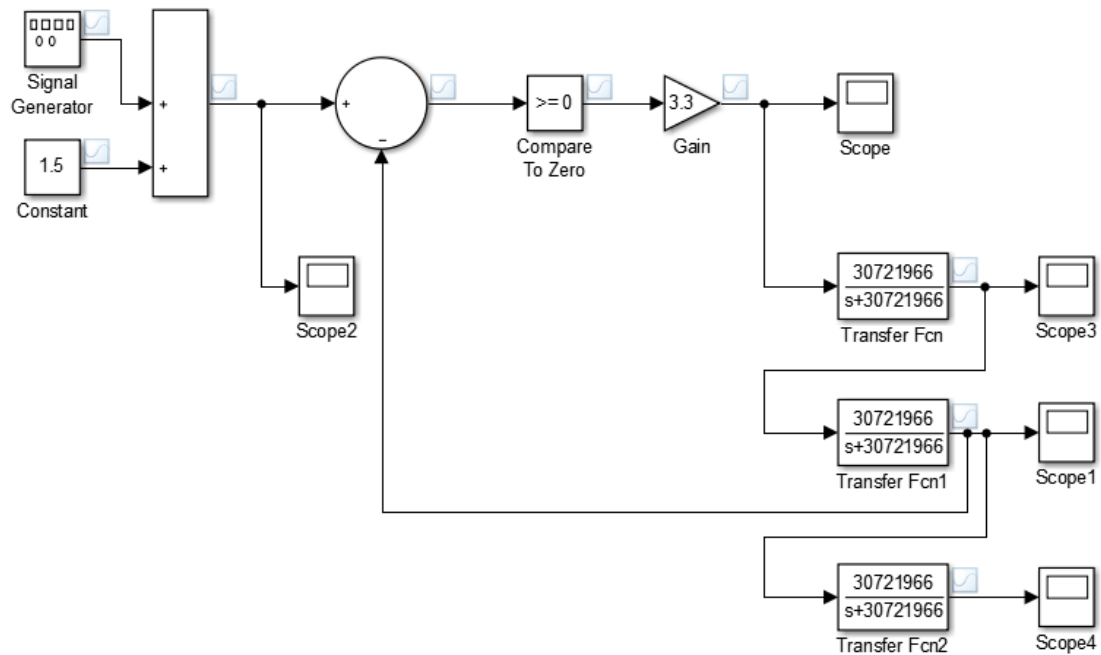 Signal
Generator
+
+
1.5
Constant
+
-
>= 0
Compare
To Zero
3.3
Gain
Scope
Scope2
30721966
s+30721966
Transfer Fcn
Scope3
30721966
s+30721966
Transfer Fcn1
Scope1
30721966
s+30721966
Transfer Fcn2
Scope4